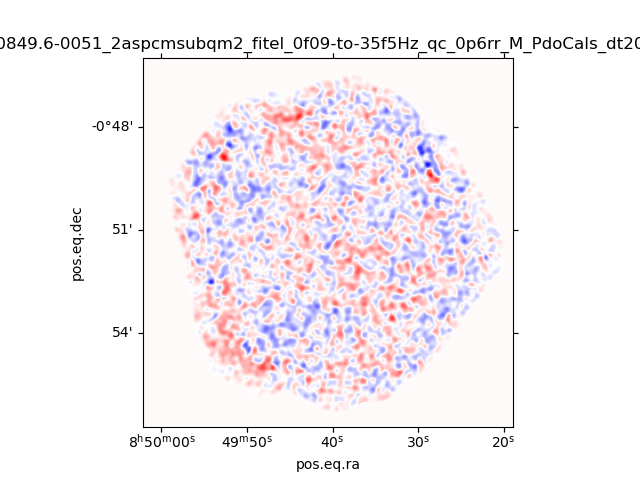 0849.6-0051_2aspcmsubqm2_fitel_0f09-to-35f5Hz_qc_0p6rr_M_PdoCals_dt20
-0°48'
51'
54'
pos.eq.dec
8ʰ50ᵐ00ˢ 49ᵐ50ˢ 40ˢ 30ˢ 20ˢ
pos.eq.ra